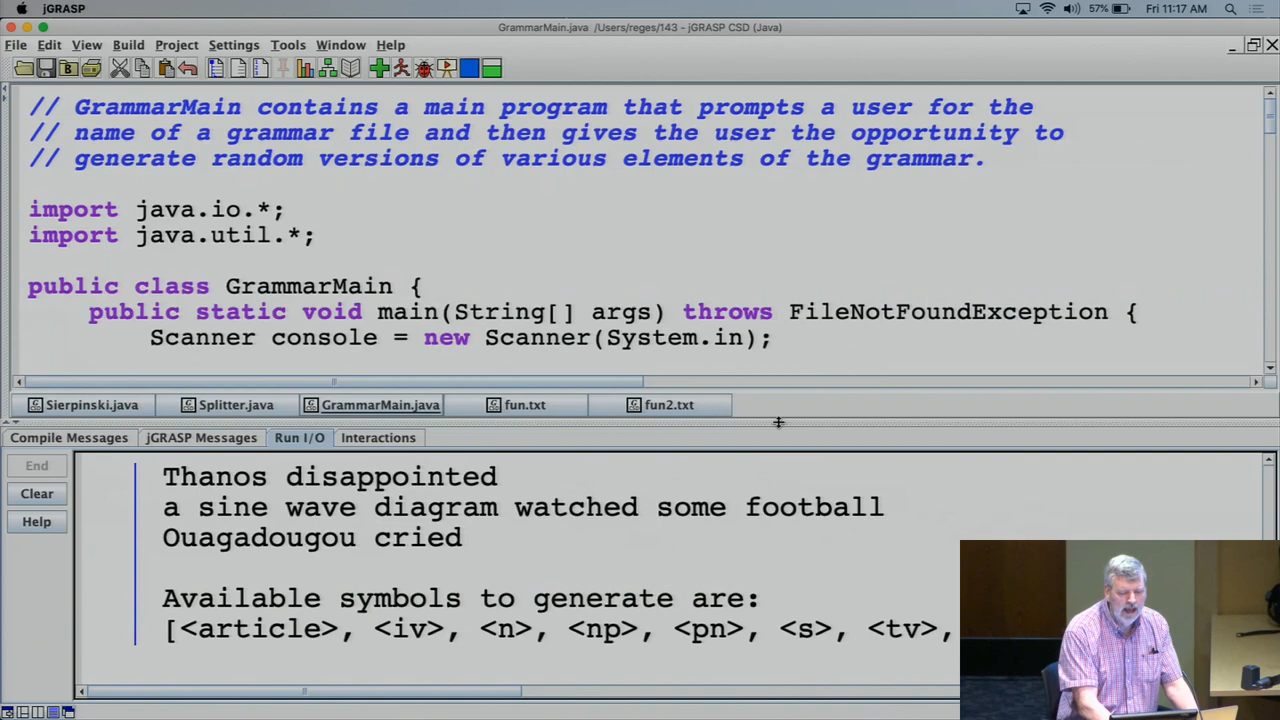 jGRASP
57%
Fri 11:17 AM
GrammarMain.java /Users/reges/143 - jGRASP CSD (Java)
File Edit View Build Project Settings Tools Window Help
// GrammarMain contains a main program that prompts a user for the
// name of a grammar file and then gives the user the opportunity to
// generate random versions of various elements of the grammar.
import java.io.*;
import java.util.*;
public class GrammarMain {
public static void main(String[] args) throws FileNotFoundException {
Scanner console = new Scanner(System.in);
Sierpinski.java Splitter.java GrammarMain.java fun.txt fun2.txt
Compile Messages jGRASP Messages Run I/O Interactions
End
Clear
Help
Thanos disappointed
a sine wave diagram watched some football
Ouagadougou cried
Available symbols to generate are:
[<article>, <iv>, <n>, <np>, <pn>, <s>, <tv>,